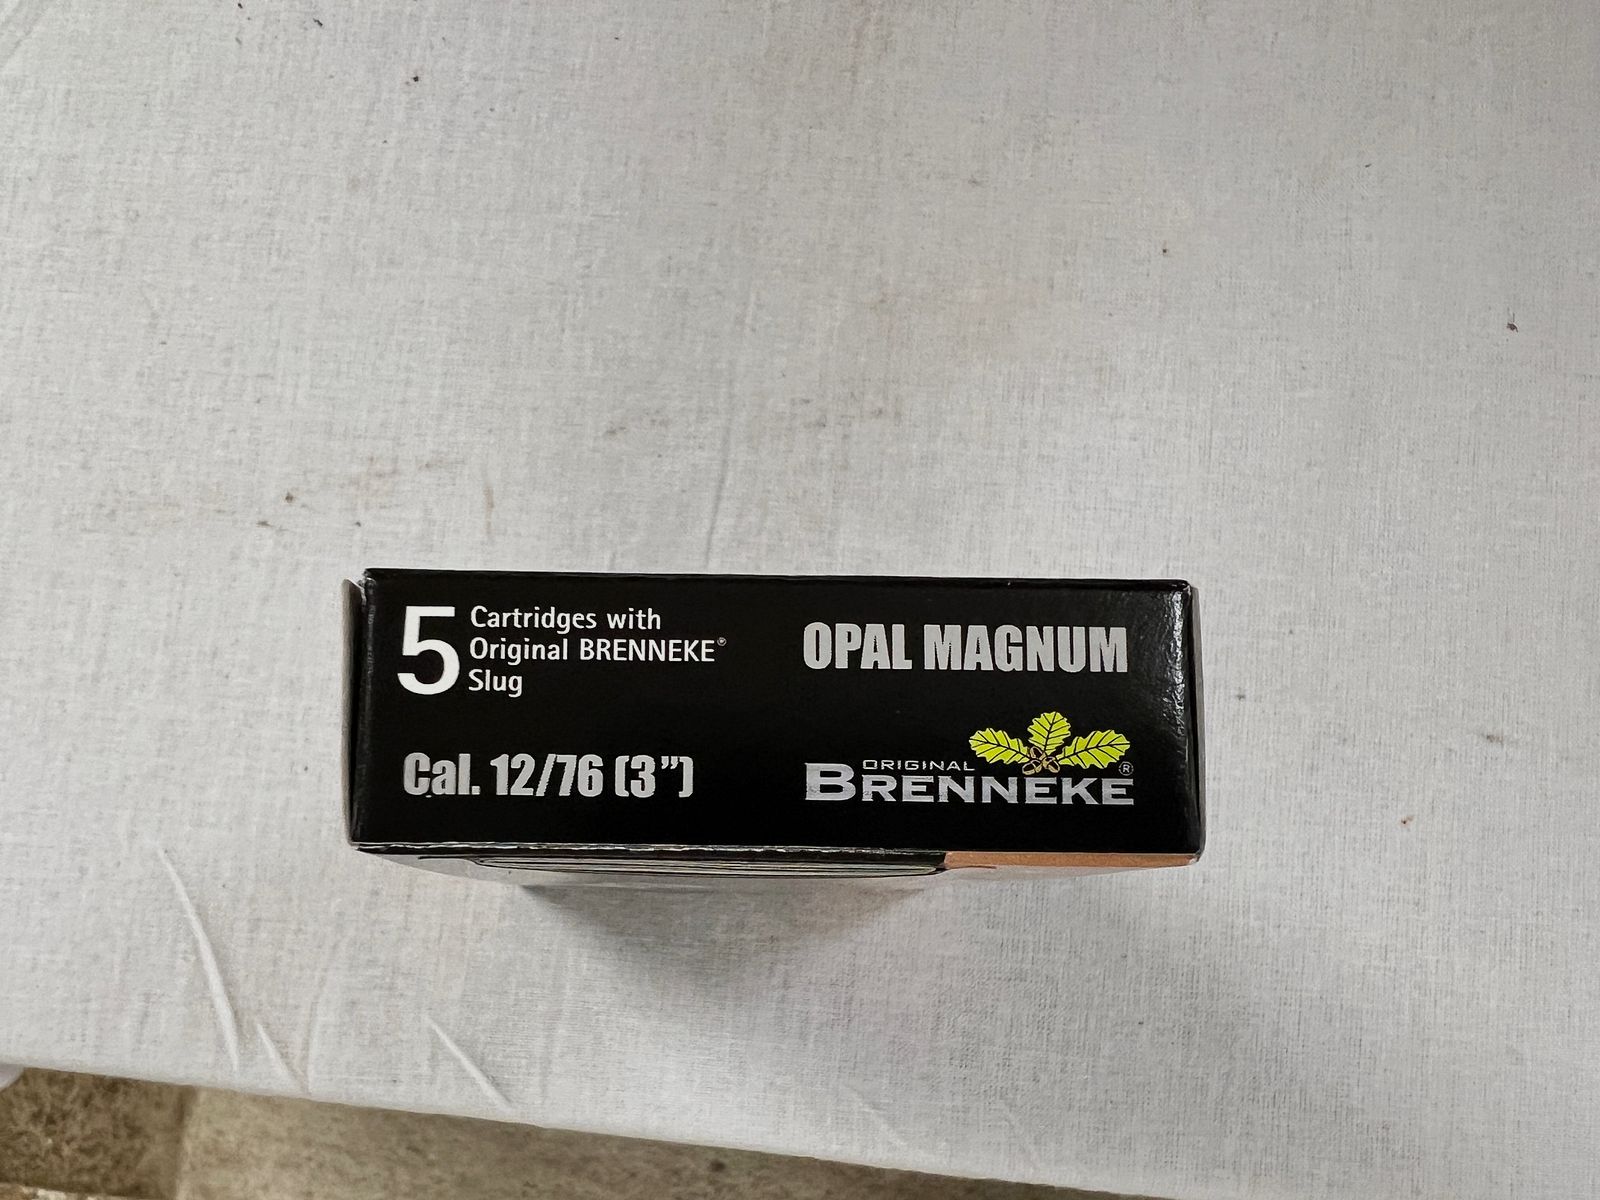 5 Cartridges with
Original BRENNEKE®
Slug
Cal. 12/76 (3”)
OPAL MAGNUM
ORIGINAL
BRENNEKE®